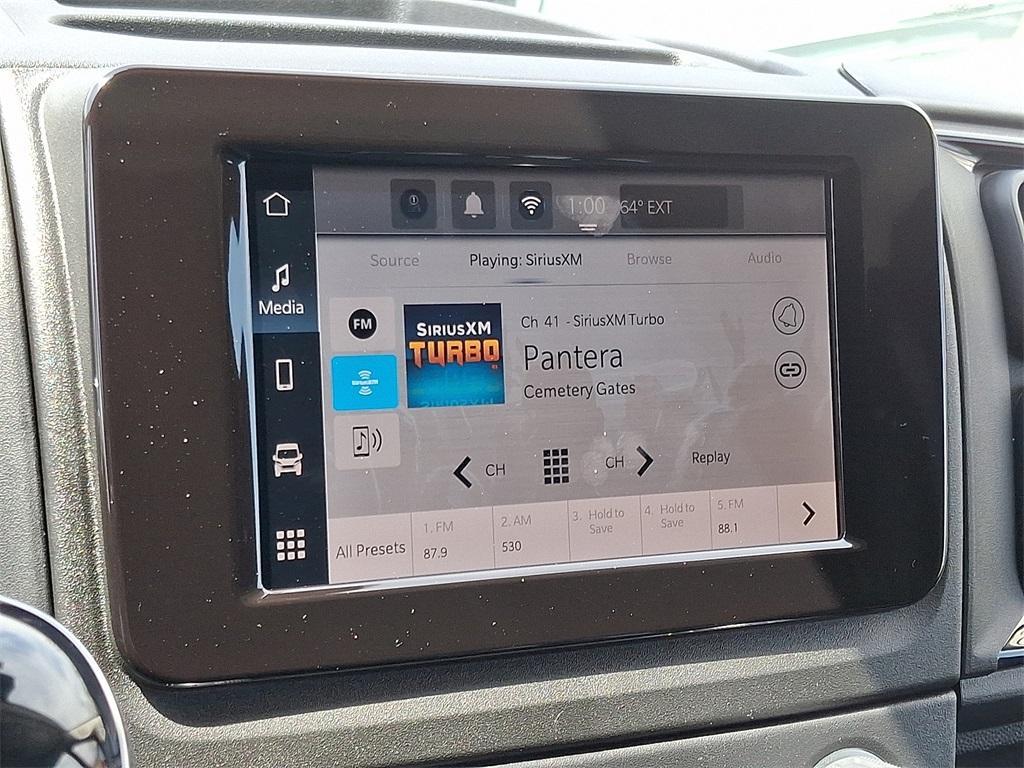 1:00 64° EXT
Source Playing: SiriusXM Browse Audio
Media
FM
SiriusXM
TURBO
Ch 41 - SiriusXM Turbo
Pantera
Cemetery Gates
CH CH Replay
All Presets
1. FM
87.9
2. AM
530
3. Hold to
Save
4. Hold to
Save
5. FM
88.1